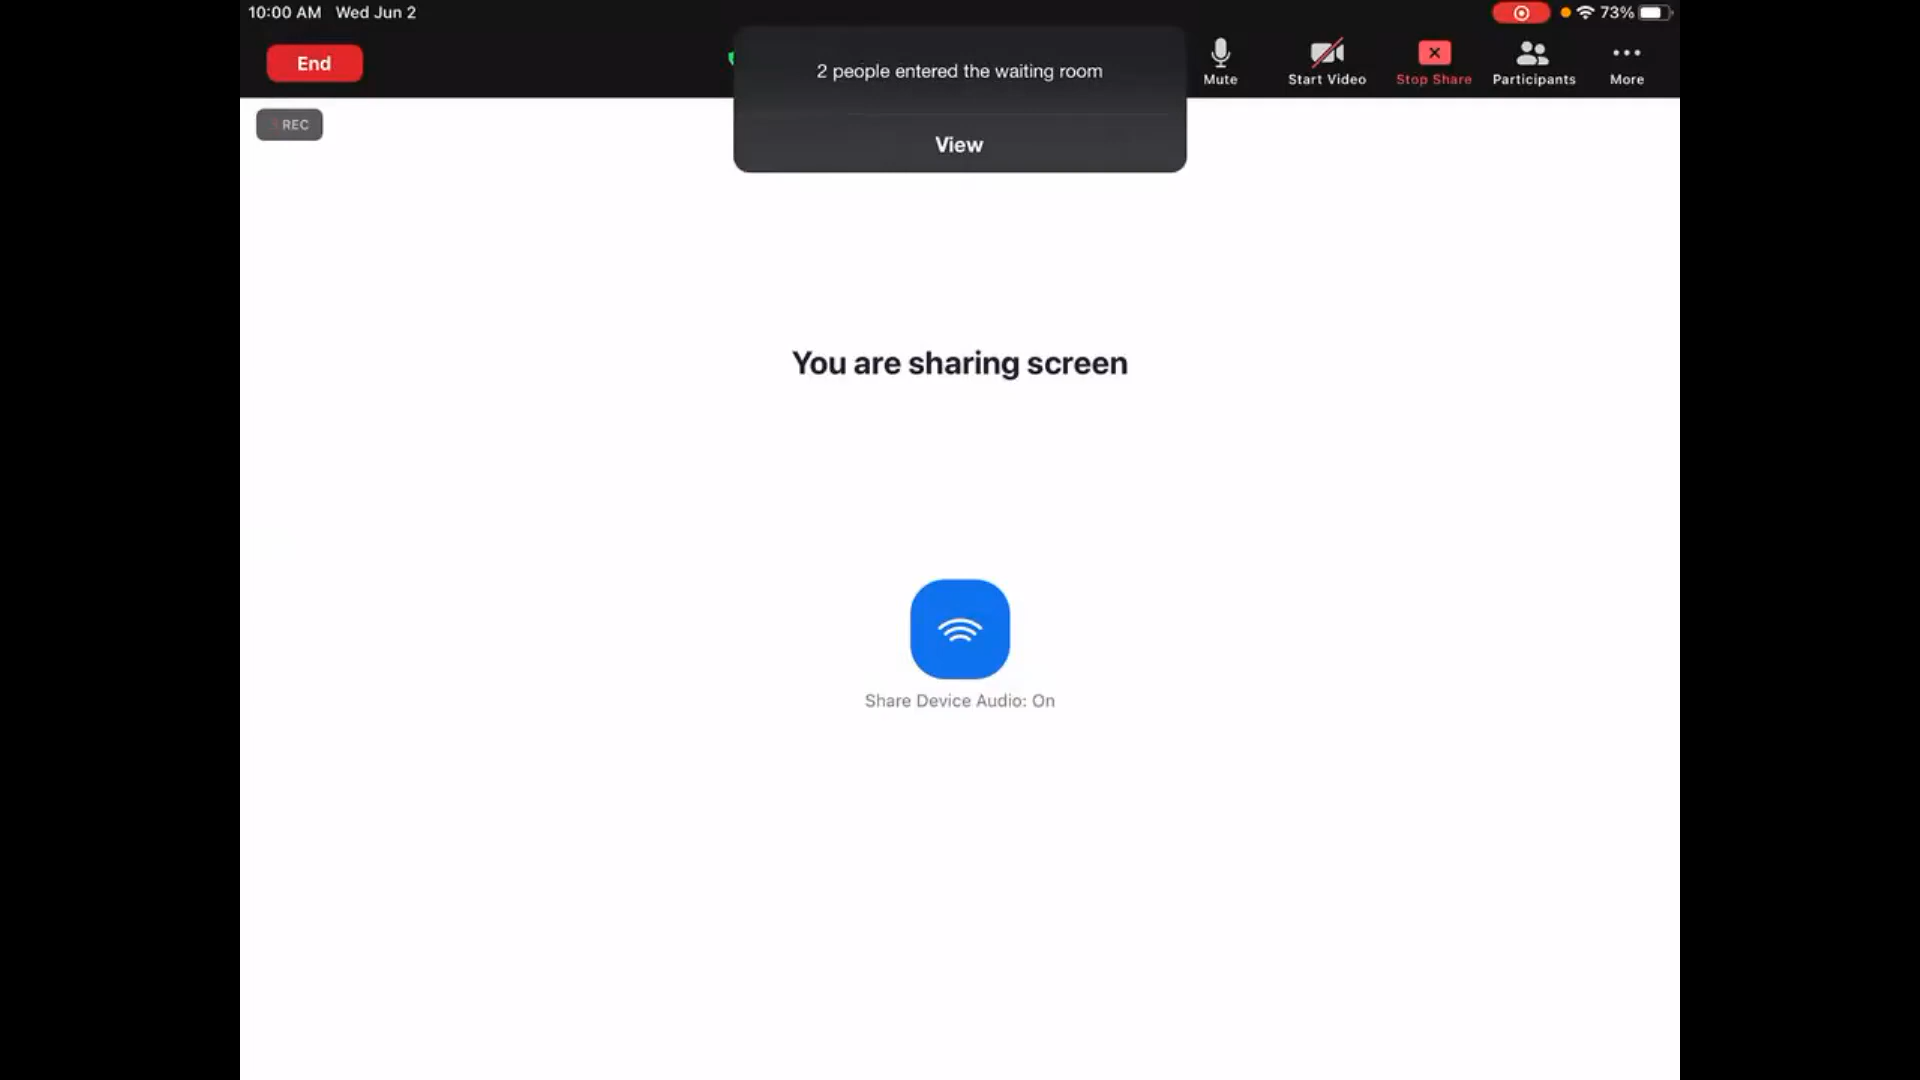 10:00 AM Wed Jun 2
73%
End
2 people entered the waiting room
View
Mute
Start Video
Stop Share
Participants
More
REC
You are sharing screen
Share Device Audio: On